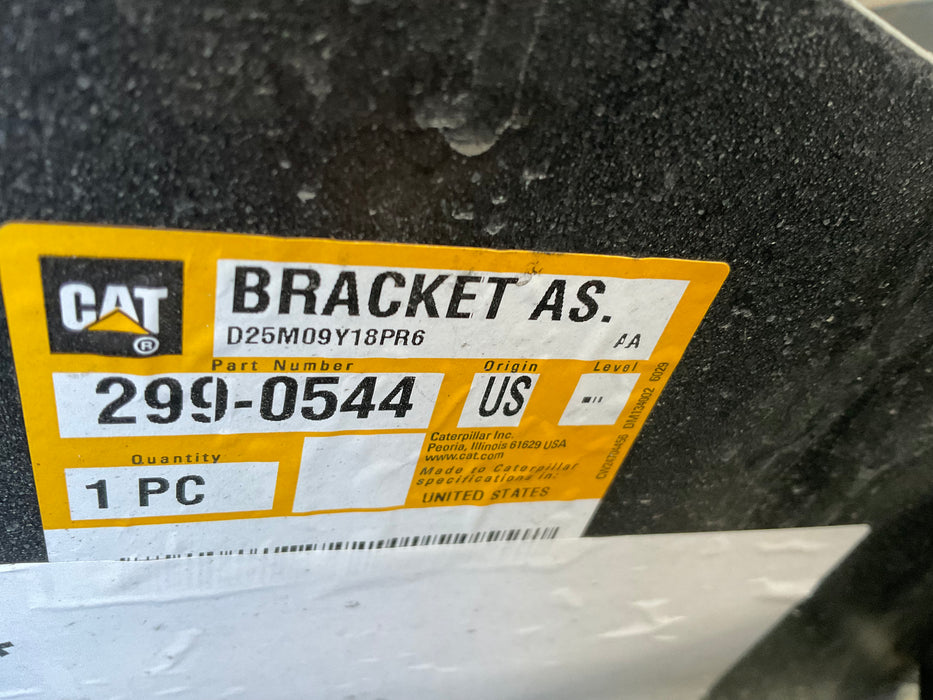 CAT
®
BRACKET AS.
D25M09Y18PR6
AA
Part Number
299-0544
Origin
US
Level
Quantity
1 PC
Caterpillar Inc.
Peoria, Illinois 61629 USA
www.cat.com
Made to Caterpillar
specifications in:
UNITED STATES
6029